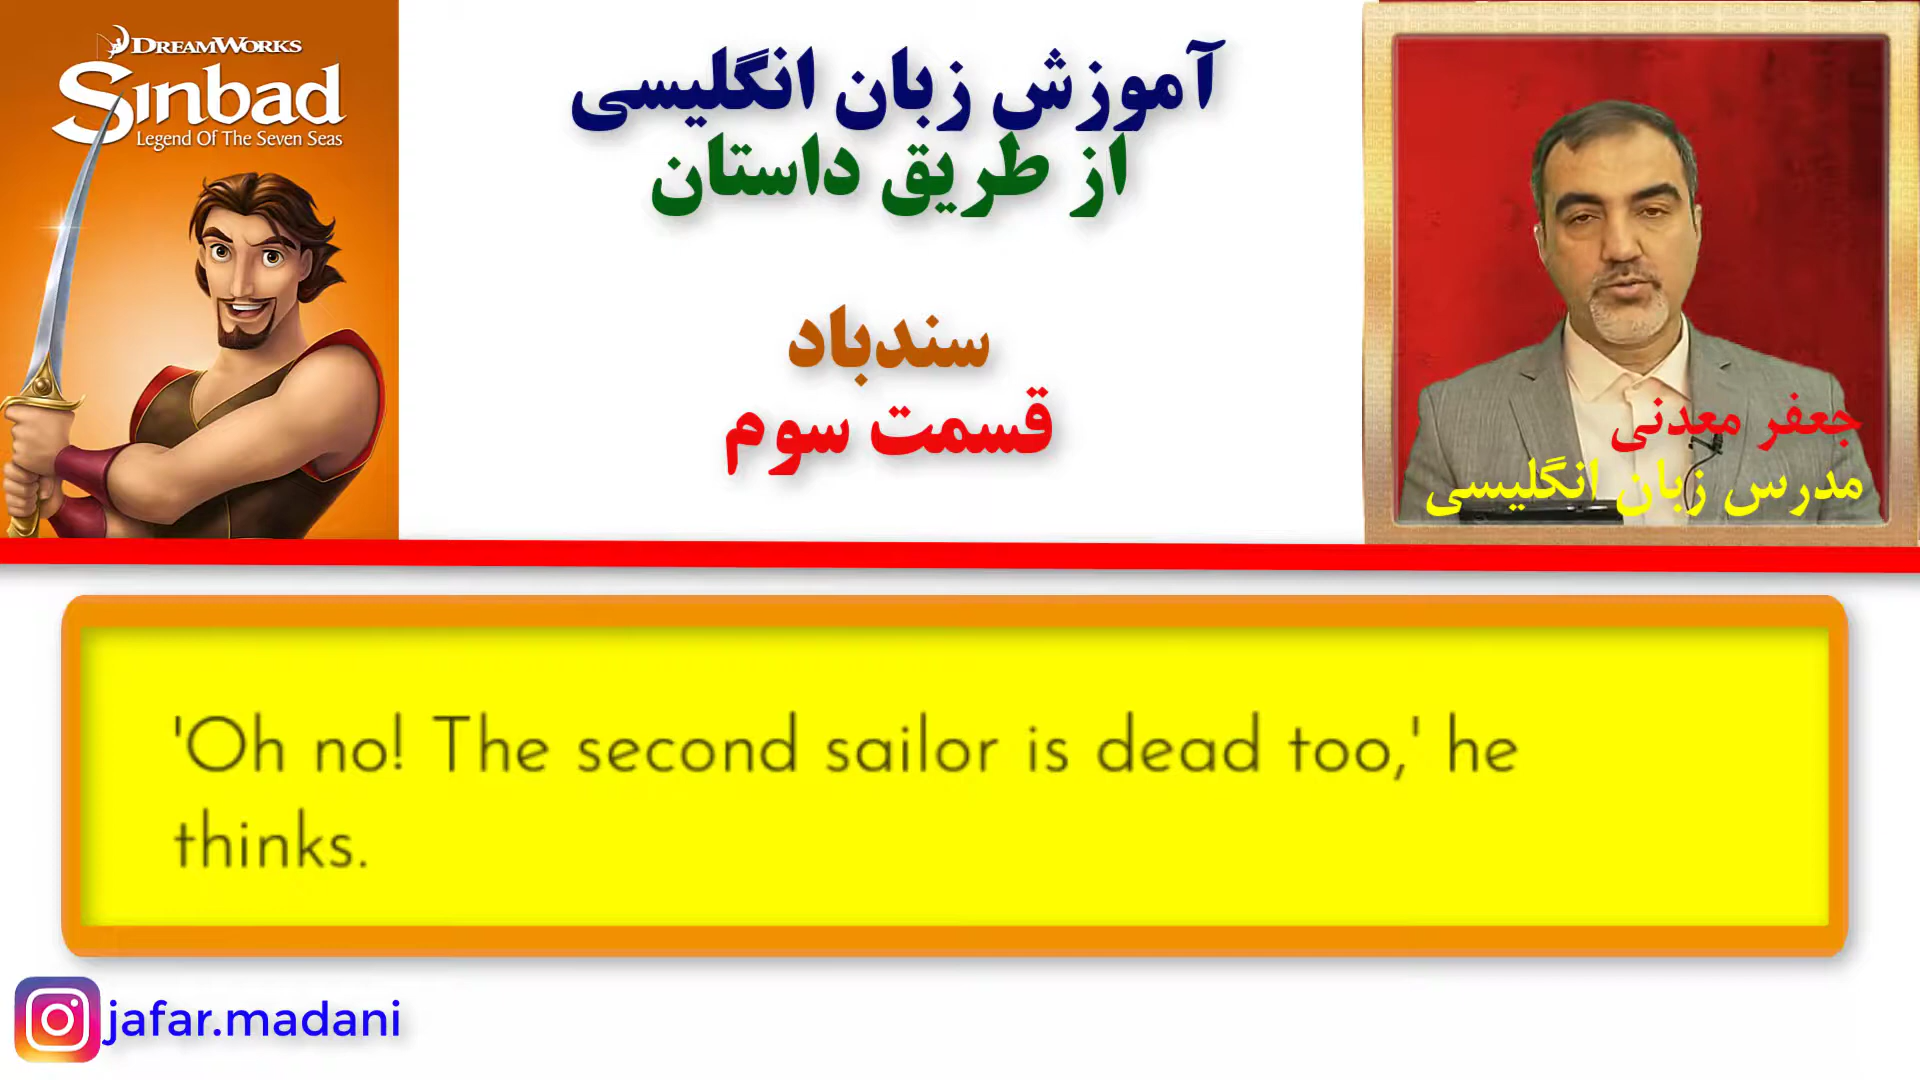 DREAMWORKS
Sinbad
Legend Of The Seven Seas
آموزش زبان انگلیسی
از طریق داستان
سندباد
قسمت سوم
جعفر معدنی
مدرس زبان انگلیسی
'Oh no! The second sailor is dead too,' he
thinks.
jafar.madani